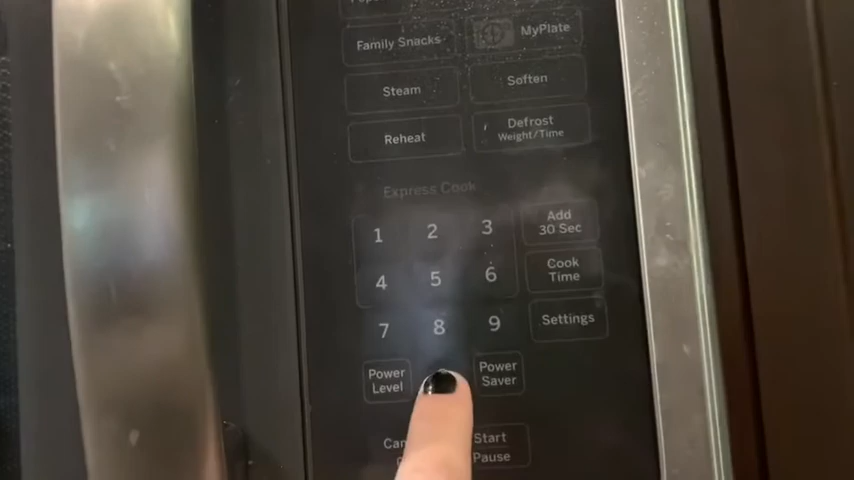 Family Snacks
MyPlate
Steam
Soften
Reheat
Defrost
Weight/Time
Express Cook
1 2 3
Add
30 Sec
4 5 6
Cook
Time
7 8 9
Settings
Power
Level
Power
Saver
Start
Pause